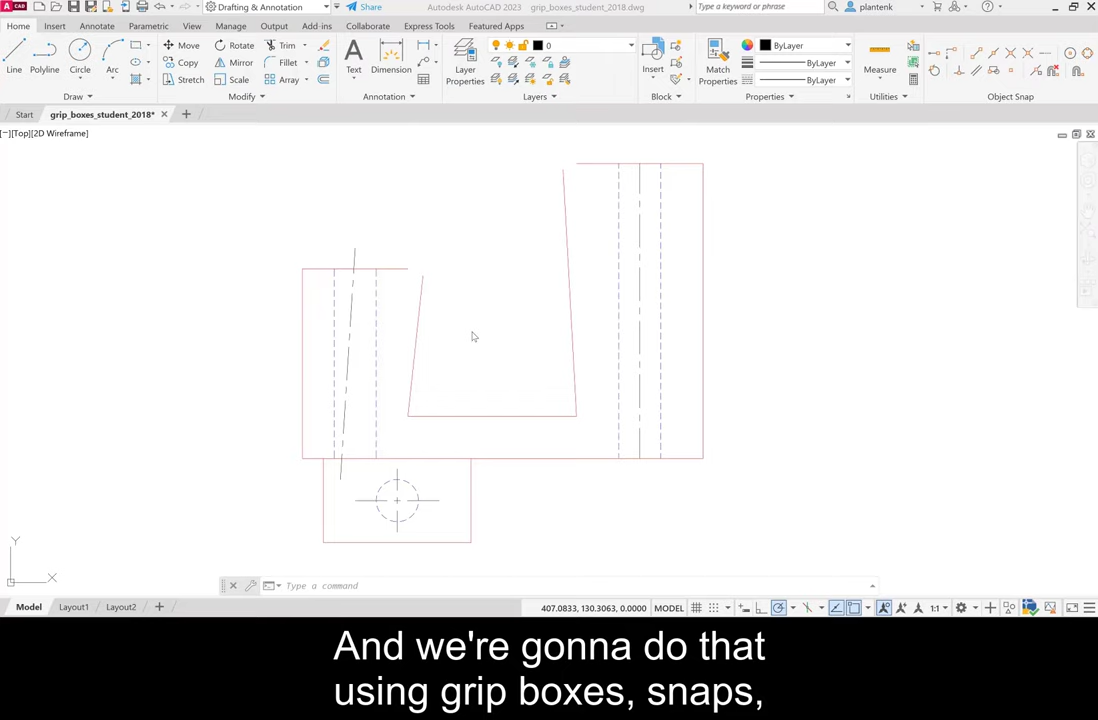 Drafting & Annotation
Share
Autodesk AutoCAD 2023 grip_boxes_student_2018.dwg
Type a keyword or phrase
plantenk
Home Insert Annotate Parametric View Manage Output Add-ins Collaborate Express Tools Featured Apps
Line Polyline Circle Arc
Move Rotate Trim
Copy Mirror Fillet
Stretch Scale Array
Text Dimension
Layer Properties
0
Insert
Match Properties
ByLayer
ByLayer
ByLayer
Measure
Draw Modify Annotation Layers Block Properties Utilities Object Snap
Start grip_boxes_student_2018*
[−][Top][2D Wireframe]
Y
X
Type a command
Model Layout1 Layout2
407.0833, 130.3063, 0.0000 MODEL 1:1
And we're gonna do that
using grip boxes, snaps,